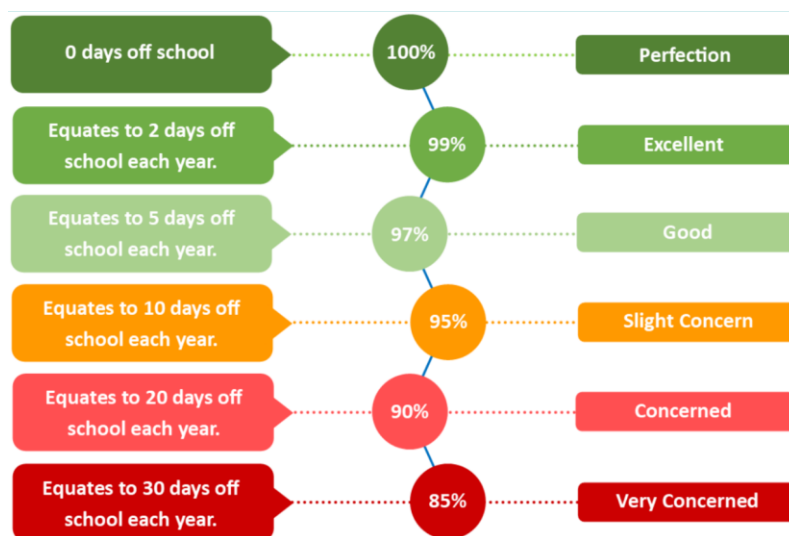 0 days off school
100%
Perfection
Equates to 2 days off
school each year.
99%
Excellent
Equates to 5 days off
school each year.
97%
Good
Equates to 10 days off
school each year.
95%
Slight Concern
Equates to 20 days off
school each year.
90%
Concerned
Equates to 30 days off
school each year.
85%
Very Concerned